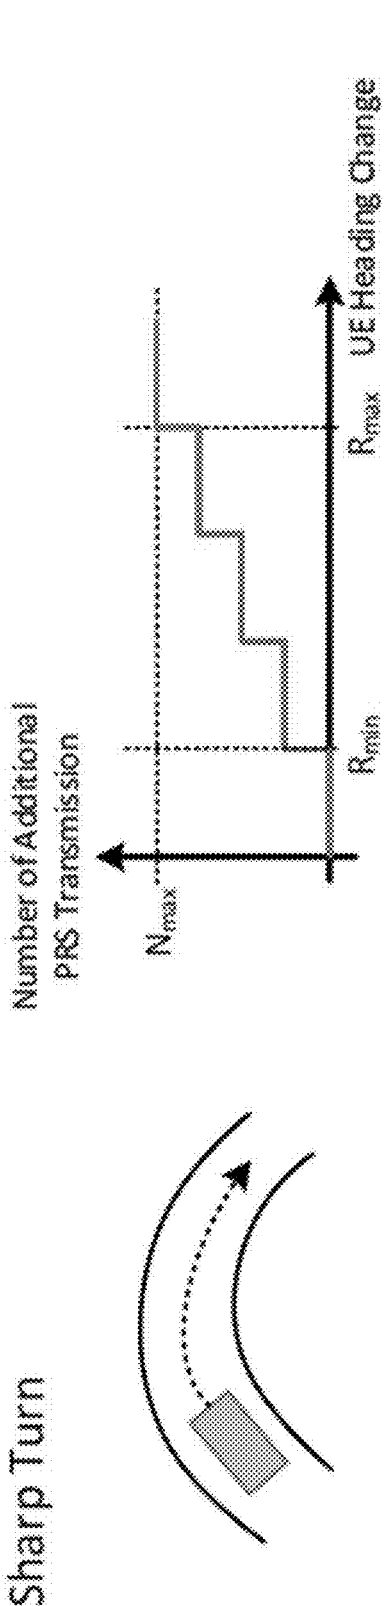 Sharp Turn
Number of Additional
PRS Transmission
Nmax
Rmin
Rmax
UE Heading Change